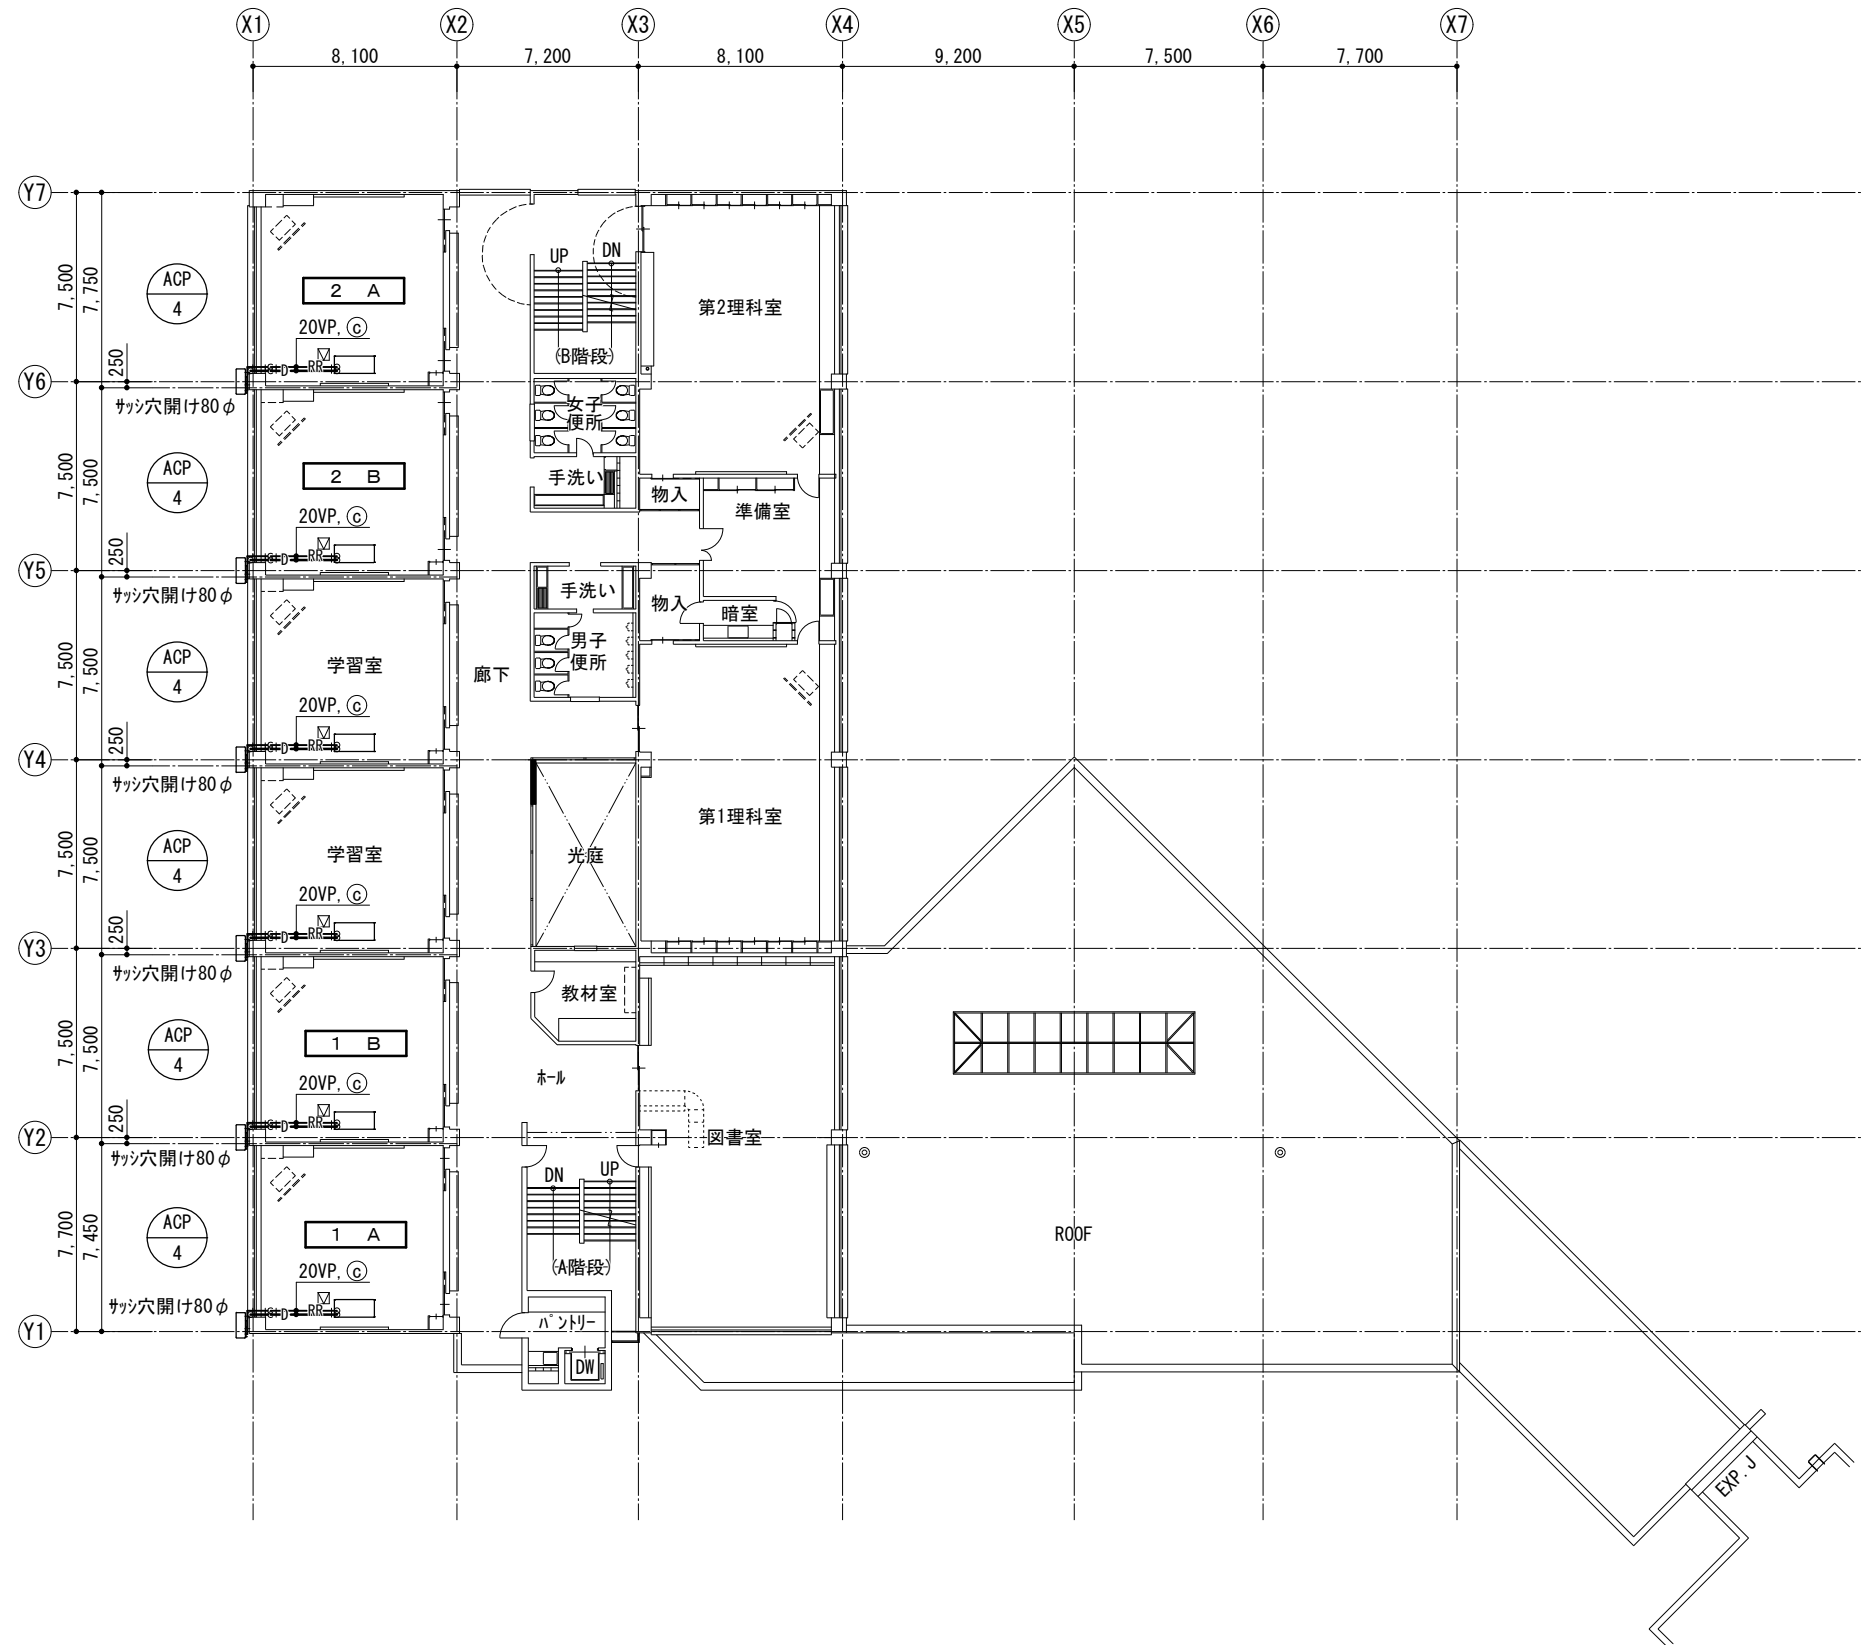 X1
X2
X3
X4
X5
X6
X7
8,100
7,200
8,100
9,200
7,500
7,700
Y7
UP
DN
7,500
7,750
ACP
4
2 A
第2理科室
20VP, c
(B階段)
RR
D
250
Y6
サッシ穴開け80φ
女子
便所
7,500
7,500
ACP
4
2 B
手洗い
物入
準備室
20VP, c
RR
D
250
Y5
サッシ穴開け80φ
手洗い
物入
暗室
男子
便所
7,500
7,500
ACP
4
学習室
廊下
20VP, c
RR
D
250
Y4
サッシ穴開け80φ
第1理科室
7,500
7,500
ACP
4
学習室
光庭
20VP, c
RR
D
250
Y3
サッシ穴開け80φ
教材室
7,500
7,500
ACP
4
1 B
ホール
20VP, c
RR
D
250
Y2
図書室
サッシ穴開け80φ
DN
UP
7,700
7,450
ACP
4
1 A
ROOF
(A階段)
20VP, c
サッシ穴開け80φ
RR
D
Y1
パントリー
DW
EXP.J